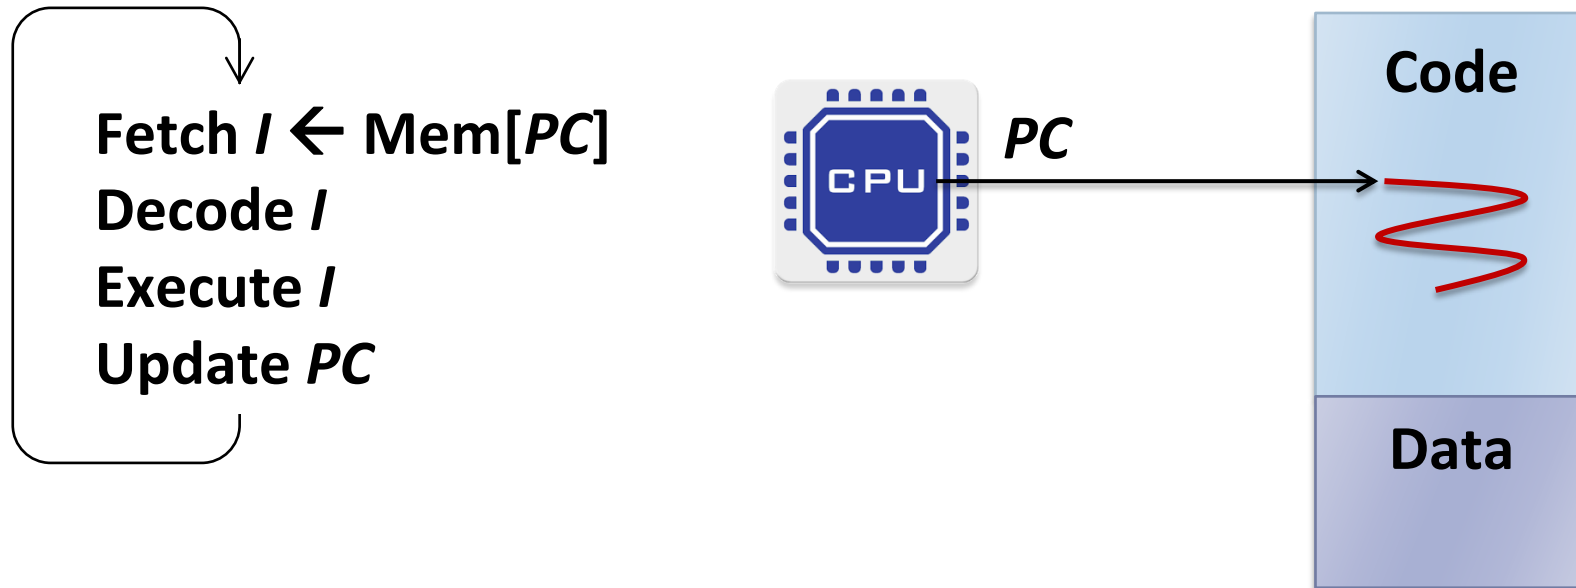 Fetch I ← Mem[PC]
Decode I
Execute I
Update PC
CPU
PC
Code
Data